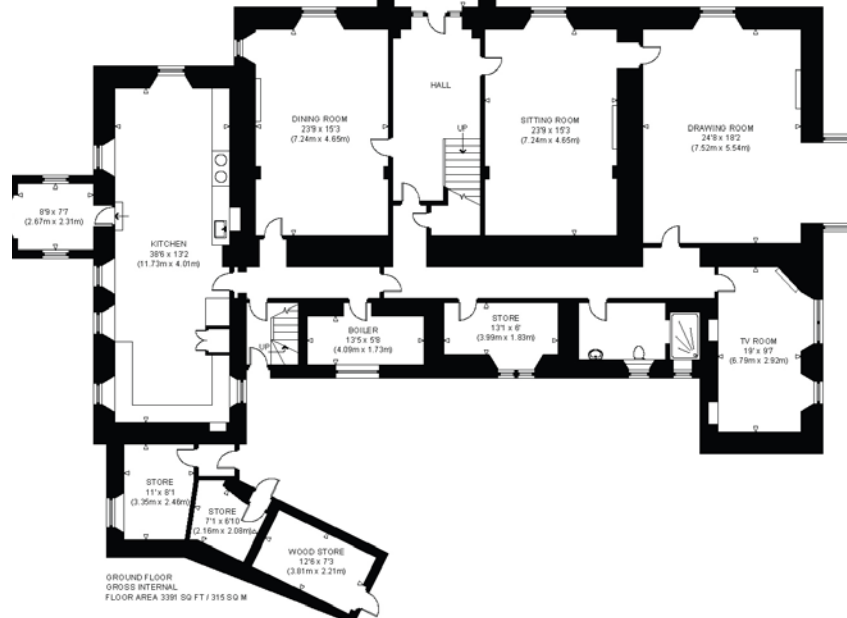 HALL
DINING ROOM
23'9 x 15'3
(7.24m x 4.65m)
SITTING ROOM
23'9 x 15'3
(7.24m x 4.65m)
DRAWING ROOM
24'8 x 18'2
(7.52m x 5.54m)
UP
8'9 x 7'7
(2.67m x 2.31m)
KITCHEN
38'6 x 13'2
(11.73m x 4.01m)
BOILER
13'5 x 5'8
(4.09m x 1.73m)
STORE
13'1 x 6'
(3.99m x 1.83m)
UP
TV ROOM
19' x 9'7
(5.79m x 2.92m)
STORE
11' x 8'1
(3.35m x 2.46m)
STORE
7'1 x 6'10
(2.16m x 2.08m)
WOOD STORE
12'6 x 7'3
(3.81m x 2.21m)
GROUND FLOOR
GROSS INTERNAL
FLOOR AREA 3391 SQ FT / 315 SQ M